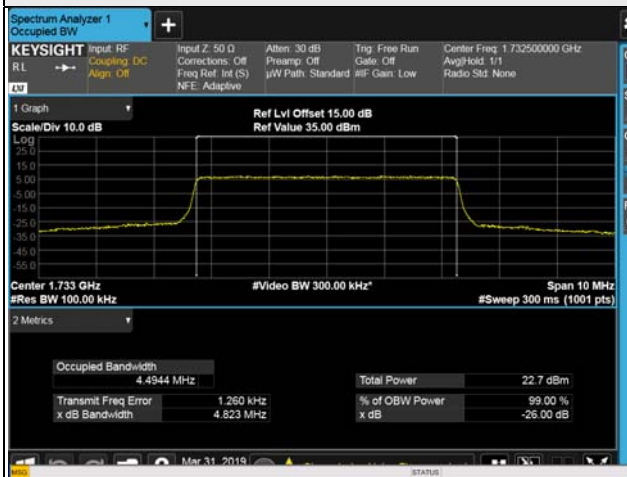 Spectrum Analyzer 1
Occupied BW
KEYSIGHT
RL
LXI
Input: RF
Coupling: DC
Align: Off
Input Z: 50 Ω
Corrections: Off
Freq Ref: Int (S)
NFE: Adaptive
Atten: 30 dB
Preamp: Off
µW Path: Standard
Trig: Free Run
Gate: Off
#IF Gain: Low
Center Freq: 1.732500000 GHz
Avg|Hold: 1/1
Radio Std: None
1 Graph
Scale/Div 10.0 dB
Ref Lvl Offset 15.00 dB
Ref Value 35.00 dBm
Log
25.0
15.0
5.00
-5.00
-15.0
-25.0
-35.0
-45.0
-55.0
Center 1.733 GHz
#Res BW 100.00 kHz
#Video BW 300.00 kHz*
Span 10 MHz
#Sweep 300 ms (1001 pts)
2 Metrics
Occupied Bandwidth
4.4944 MHz
Transmit Freq Error 1.260 kHz
x dB Bandwidth 4.823 MHz
Total Power 22.7 dBm
% of OBW Power 99.00 %
x dB -26.00 dB
Mar 31, 2019
MSG
STATUS